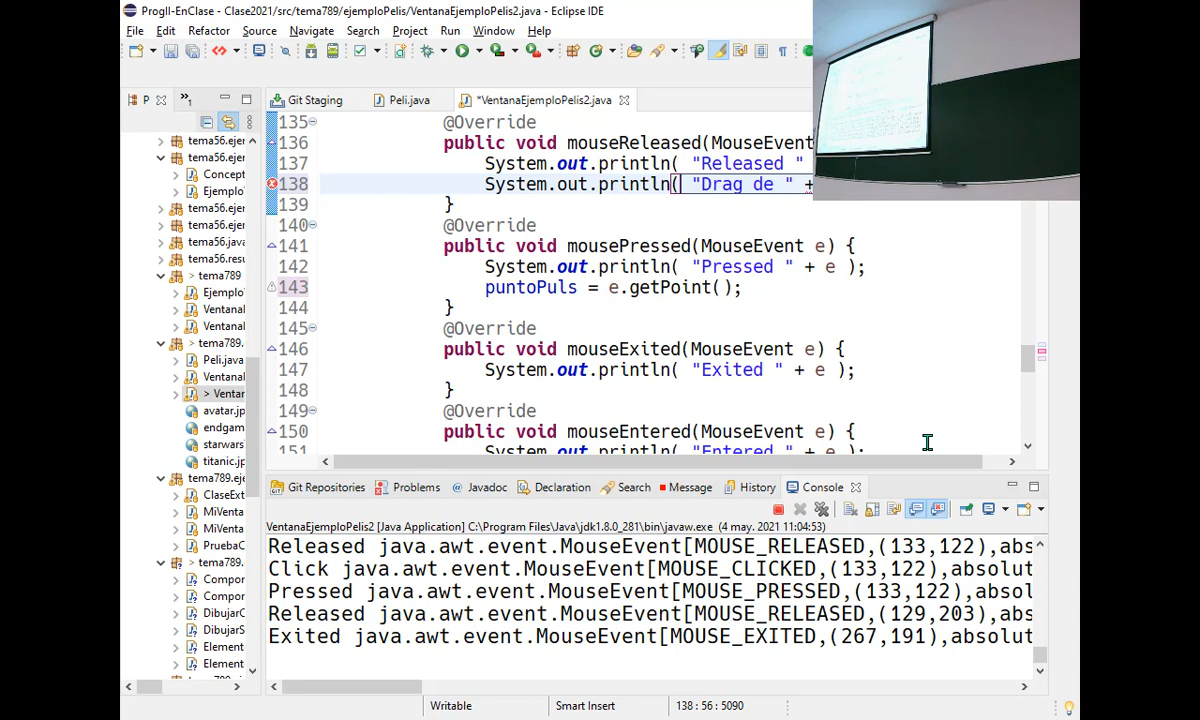 ProgII-EnClase - Clase2021/src/tema789/ejemploPelis/VentanaEjemploPelis2.java - Eclipse IDE
File Edit Refactor Source Navigate Search Project Run Window Help
P
»1
Git Staging Peli.java *VentanaEjemploPelis2.java
tema56.ejer
tema56.ejer
Concept
Ejemplo
tema56.ejer
tema56.ejer
tema56.java
tema56.resu
> tema789
Ejemplo
Ventana
Ventana
> tema789.
Peli.java
Ventanal
> Venta
avatar.jp
endgam
starwars
titanic.jp
tema789.eje
ClaseExt
MiVenta
MiVenta
PruebaC
> tema789.
Compor
Compor
DibujarC
DibujarS
Element
Element
135 @Override
136 public void mouseReleased(MouseEvent
137 System.out.println( "Released "
138 System.out.println( "Drag de " +
139 }
140 @Override
141 public void mousePressed(MouseEvent e) {
142 System.out.println( "Pressed " + e );
143 puntoPuls = e.getPoint();
144 }
145 @Override
146 public void mouseExited(MouseEvent e) {
147 System.out.println( "Exited " + e );
148 }
149 @Override
150 public void mouseEntered(MouseEvent e) {
151 System.out.println( "Entered " + e );
Git Repositories Problems @ Javadoc Declaration Search Message History Console
VentanaEjemploPelis2 [Java Application] C:\Program Files\Java\jdk1.8.0_281\bin\javaw.exe (4 may. 2021 11:04:53)
Released java.awt.event.MouseEvent[MOUSE_RELEASED,(133,122),abs
Click java.awt.event.MouseEvent[MOUSE_CLICKED,(133,122),absolut
Pressed java.awt.event.MouseEvent[MOUSE_PRESSED,(133,122),absol
Released java.awt.event.MouseEvent[MOUSE_RELEASED,(129,203),abs
Exited java.awt.event.MouseEvent[MOUSE_EXITED,(267,191),absolut
Writable Smart Insert 138 : 56 : 5090